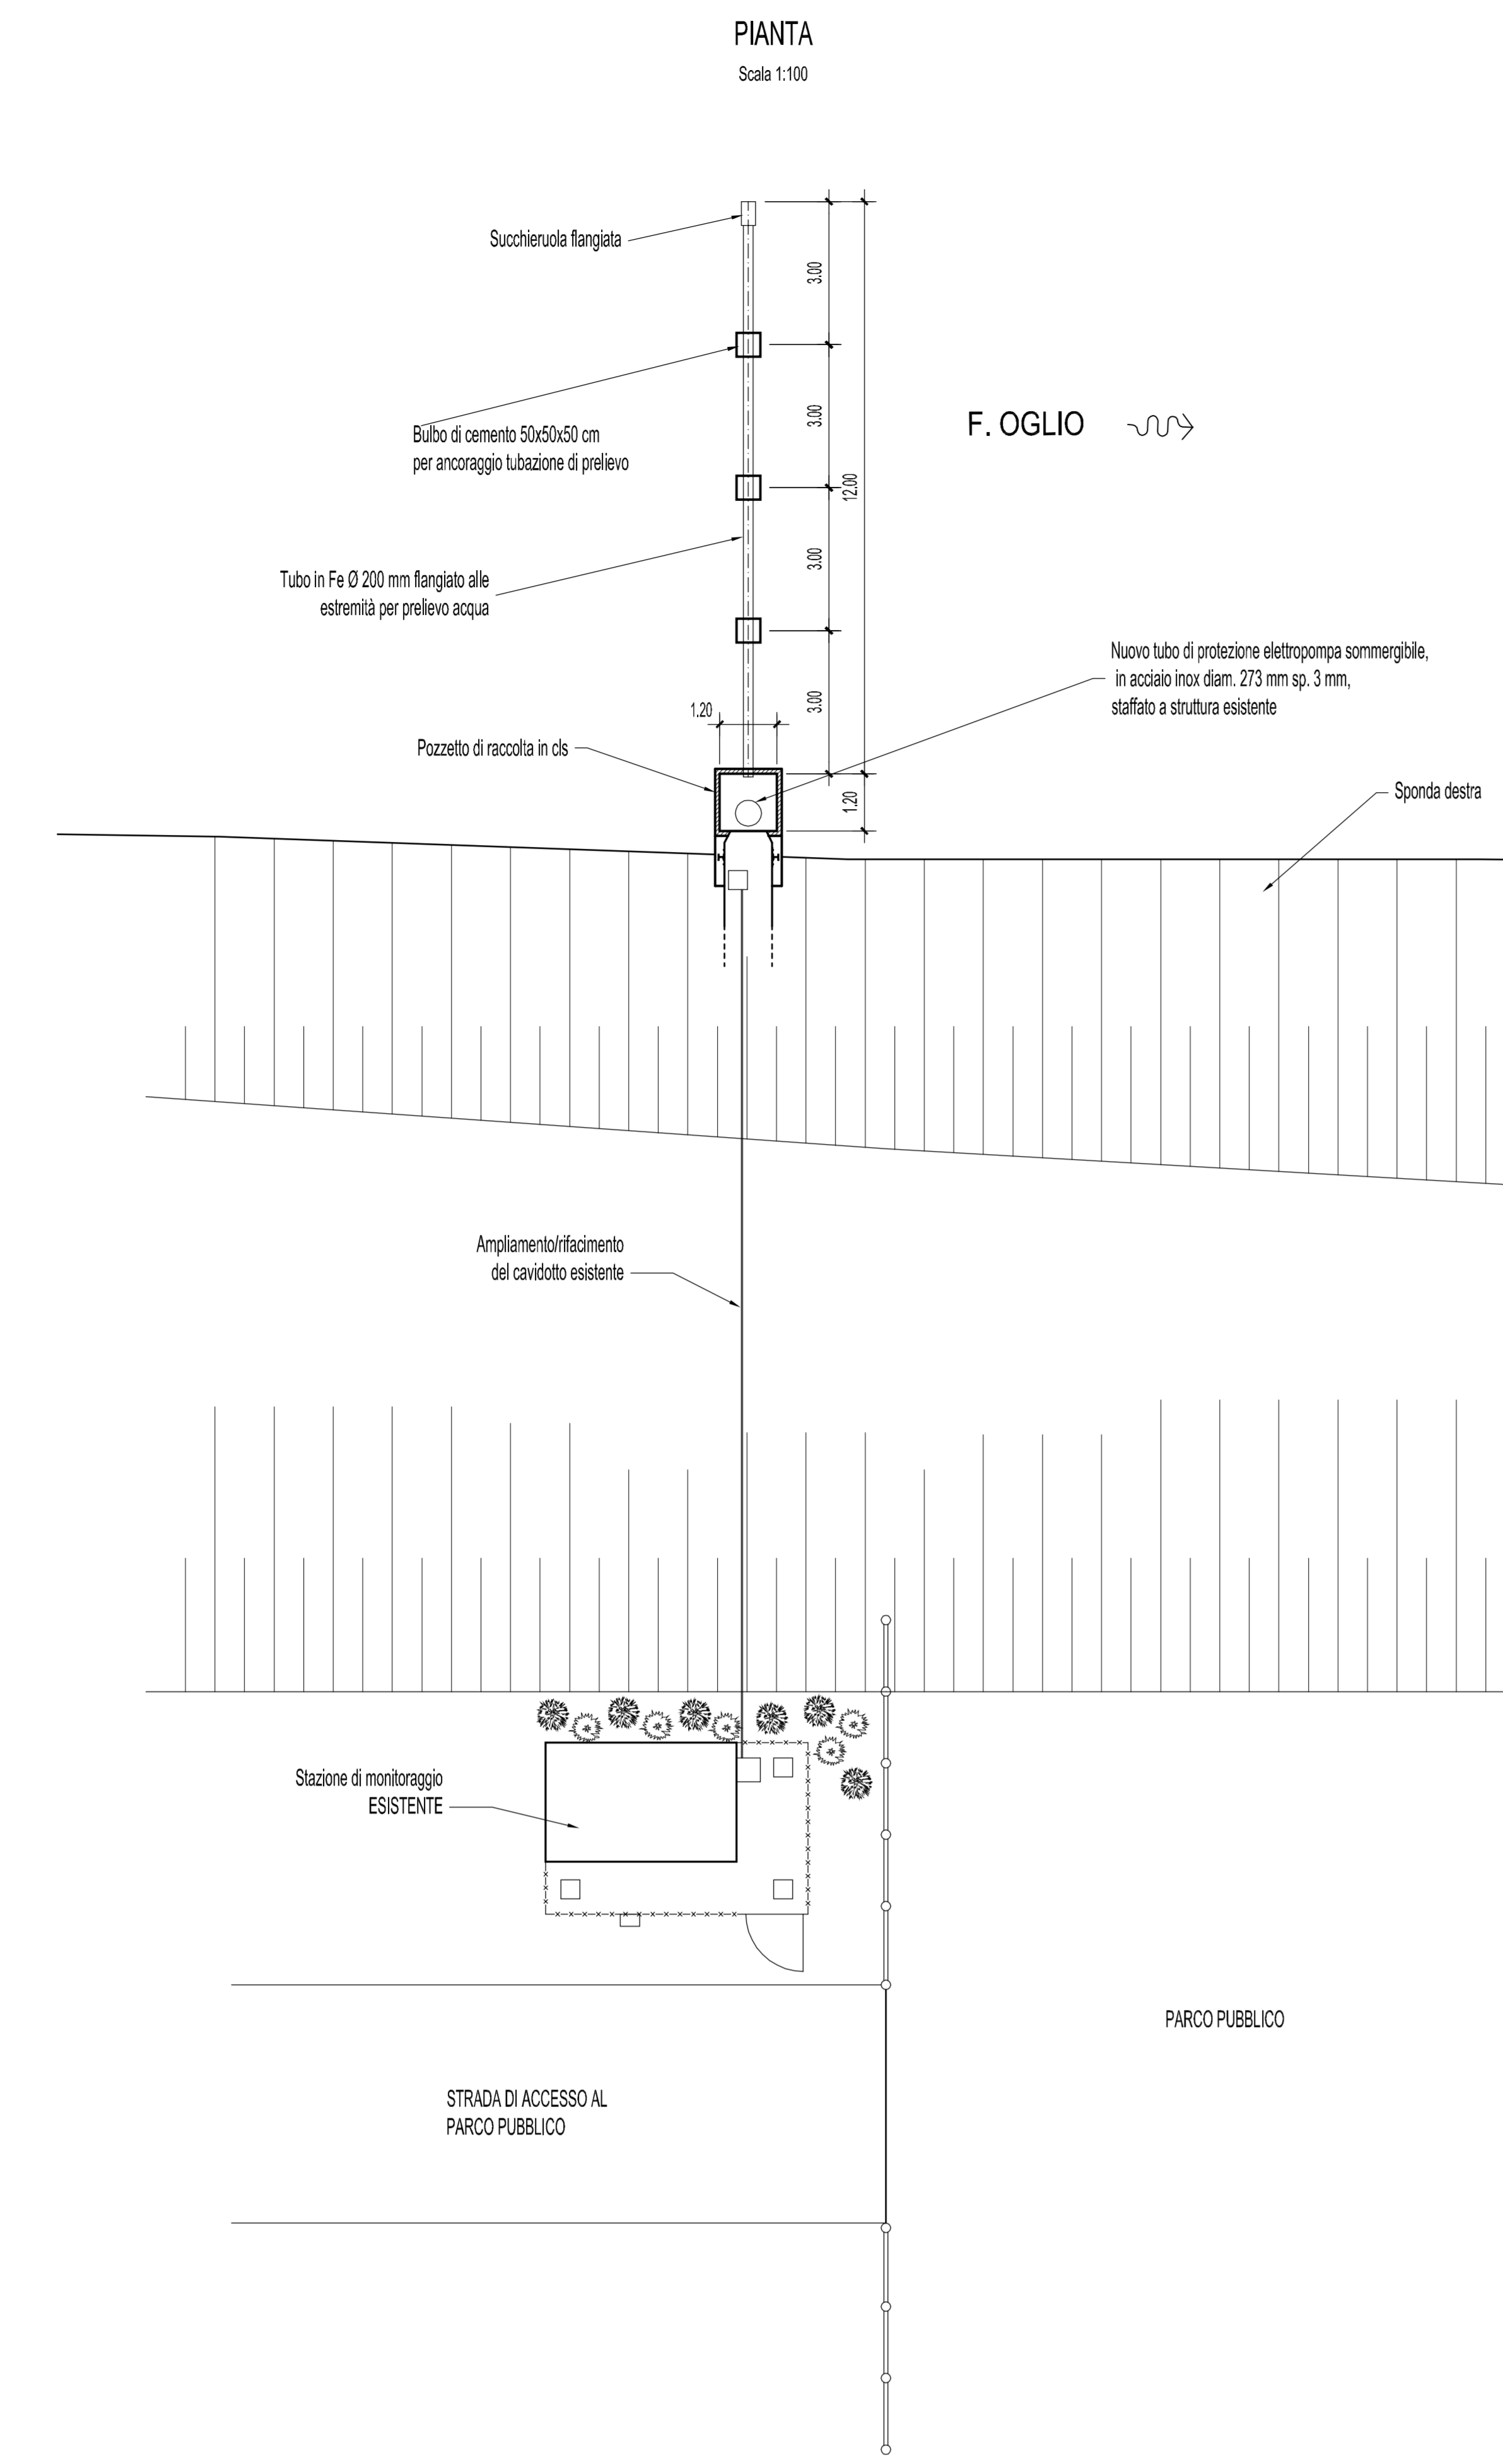 PIANTA
Scala 1:100
Succhieruola flangiata
3.00
Bulbo di cemento 50x50x50 cm
per ancoraggio tubazione di prelievo
3.00
F. OGLIO
12.00
Tubo in Fe Ø 200 mm flangiato alle
estremità per prelievo acqua
3.00
Nuovo tubo di protezione elettropompa sommergibile,
in acciaio inox diam. 273 mm sp. 3 mm,
staffato a struttura esistente
1.20
3.00
Pozzetto di raccolta in cls
1.20
Sponda destra
Ampliamento/rifacimento
del cavidotto esistente
Stazione di monitoraggio
ESISTENTE
PARCO PUBBLICO
STRADA DI ACCESSO AL
PARCO PUBBLICO